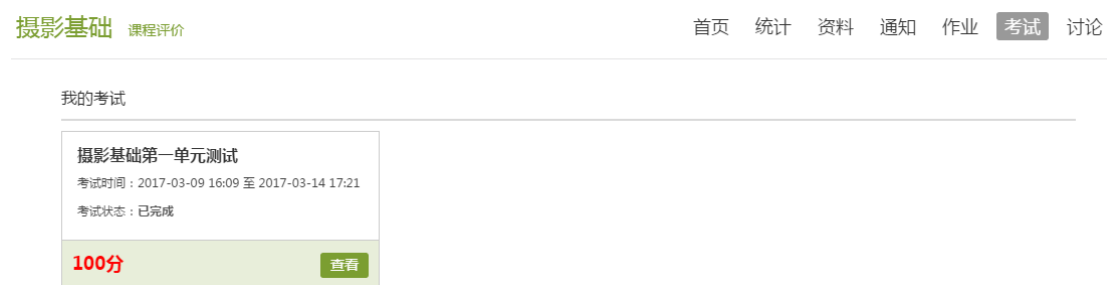 摄影基础 课程评价 首页 统计 资料 通知 作业 考试 讨论
我的考试
摄影基础第一单元测试
考试时间：2017-03-09 16:09 至 2017-03-14 17:21
考试状态：已完成
100分 查看